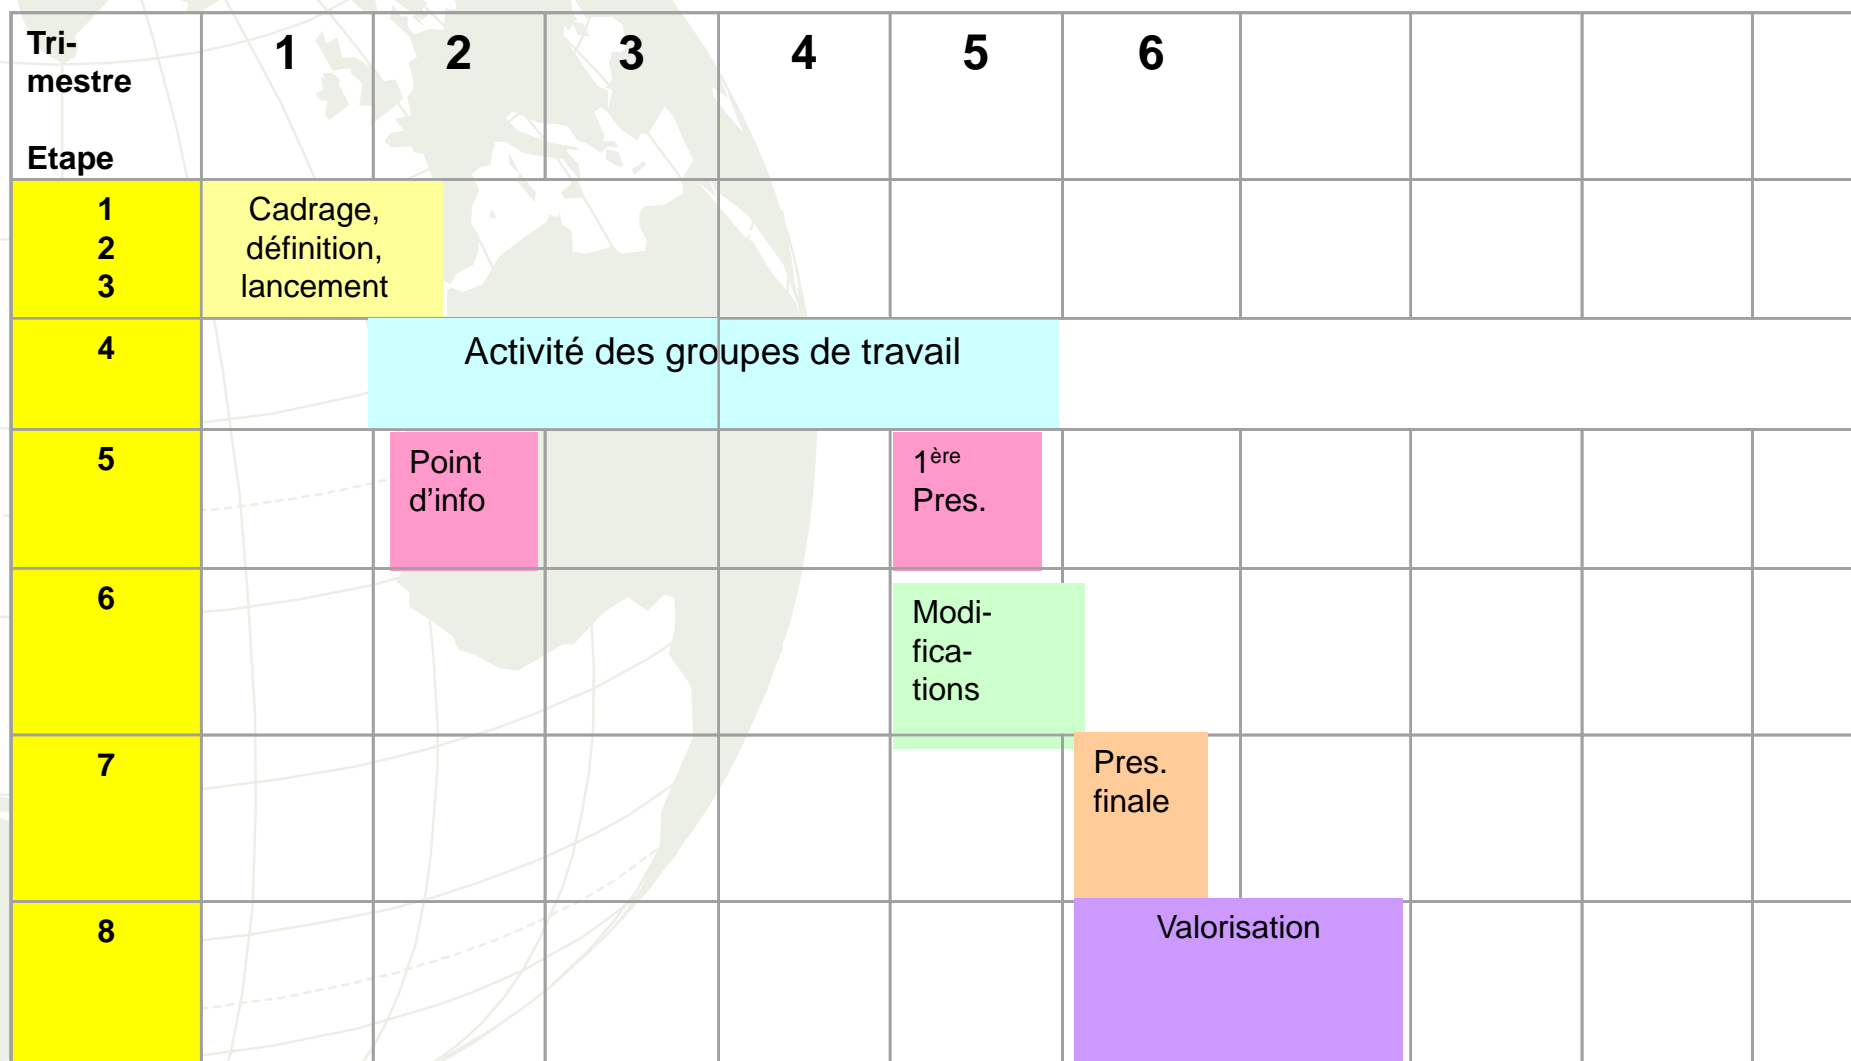 Tri-
mestre
Etape
1 2 3 4 5 6
1
2
3
Cadrage,
définition,
lancement
4
Activité des groupes de travail
5
Point
d’info
1ère
Pres.
6
Modi-
fica-
tions
7
Pres.
finale
8
Valorisation